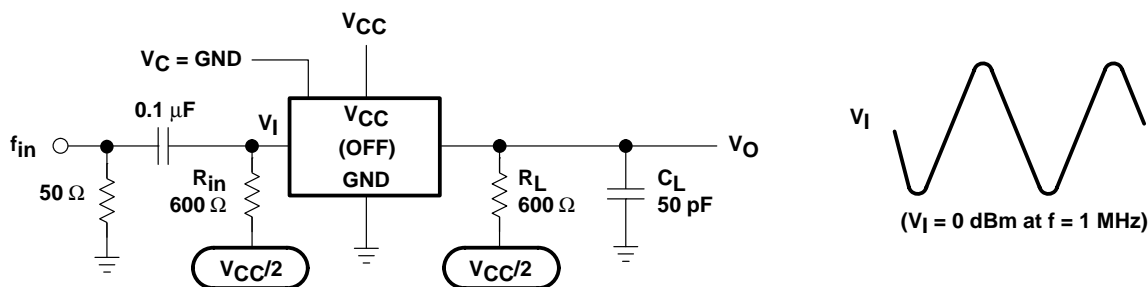 VCC
VC = GND
0.1 µF
VI
VCC
(OFF)
GND
fin
VO
50 Ω
Rin
600 Ω
RL
600 Ω
CL
50 pF
VCC/2
VCC/2
VI
(VI = 0 dBm at f = 1 MHz)